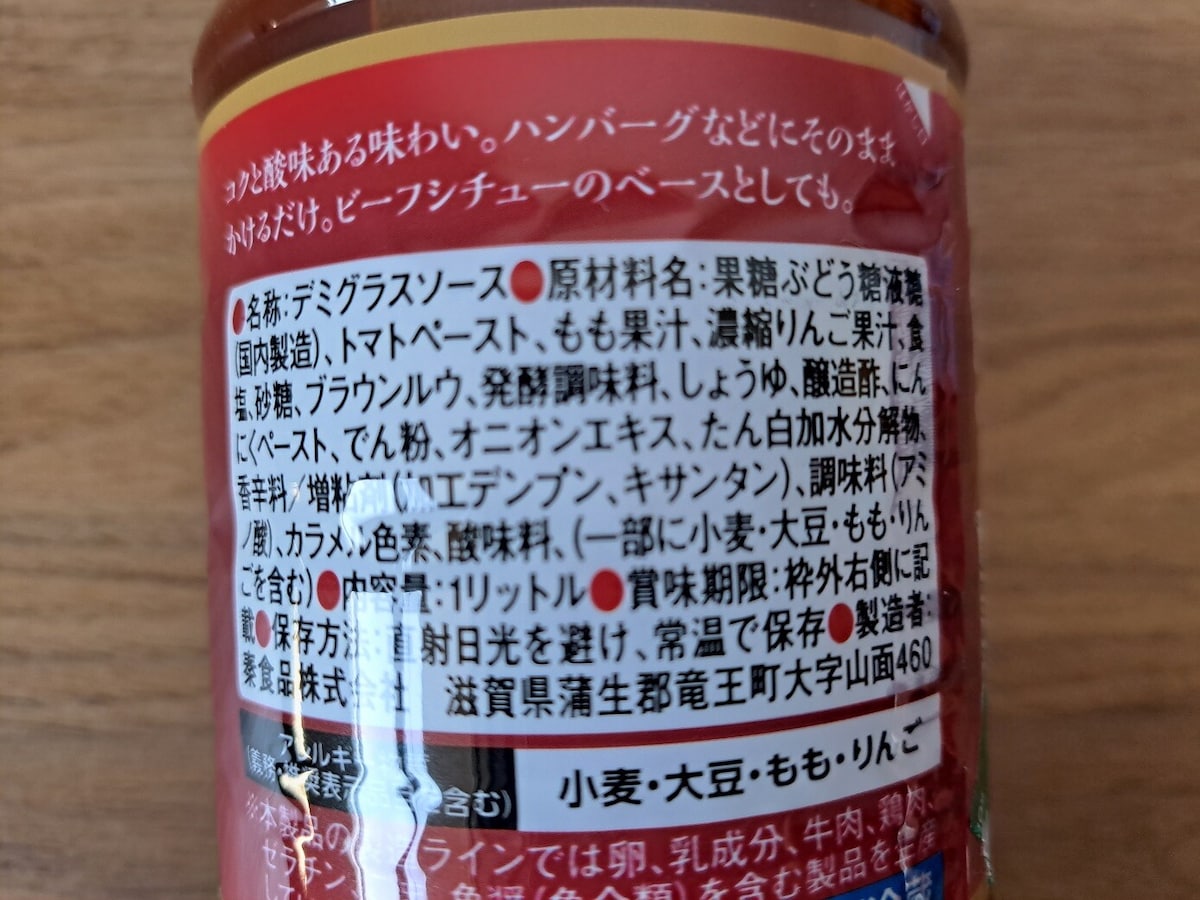 コクと酸味ある味わい。ハンバーグなどにそのまま
かけるだけ。ビーフシチューのベースとしても。
●名称:デミグラスソース●原材料名:果糖ぶどう糖液糖
(国内製造)、トマトペースト、もも果汁、濃縮りんご果汁、食
塩、砂糖、ブラウンルウ、発酵調味料、しょうゆ、醸造酢、にん
にくペースト、でん粉、オニオンエキス、たん白加水分解物、
香辛料/増粘剤(加工デンプン、キサンタン)、調味料(アミ
ノ酸)、カラメル色素、酸味料、(一部に小麦・大豆・もも・りん
ごを含む)●内容量:1リットル●賞味期限:枠外右側に記
載●保存方法:直射日光を避け、常温で保存●製造者:
素食品株式会社 滋賀県蒲生郡竜王町大字山面460
小麦・大豆・もも・りんご
※本製品の ラインでは卵、乳成分、牛肉、鶏肉、
ゼラチン、 を含む製品を生産